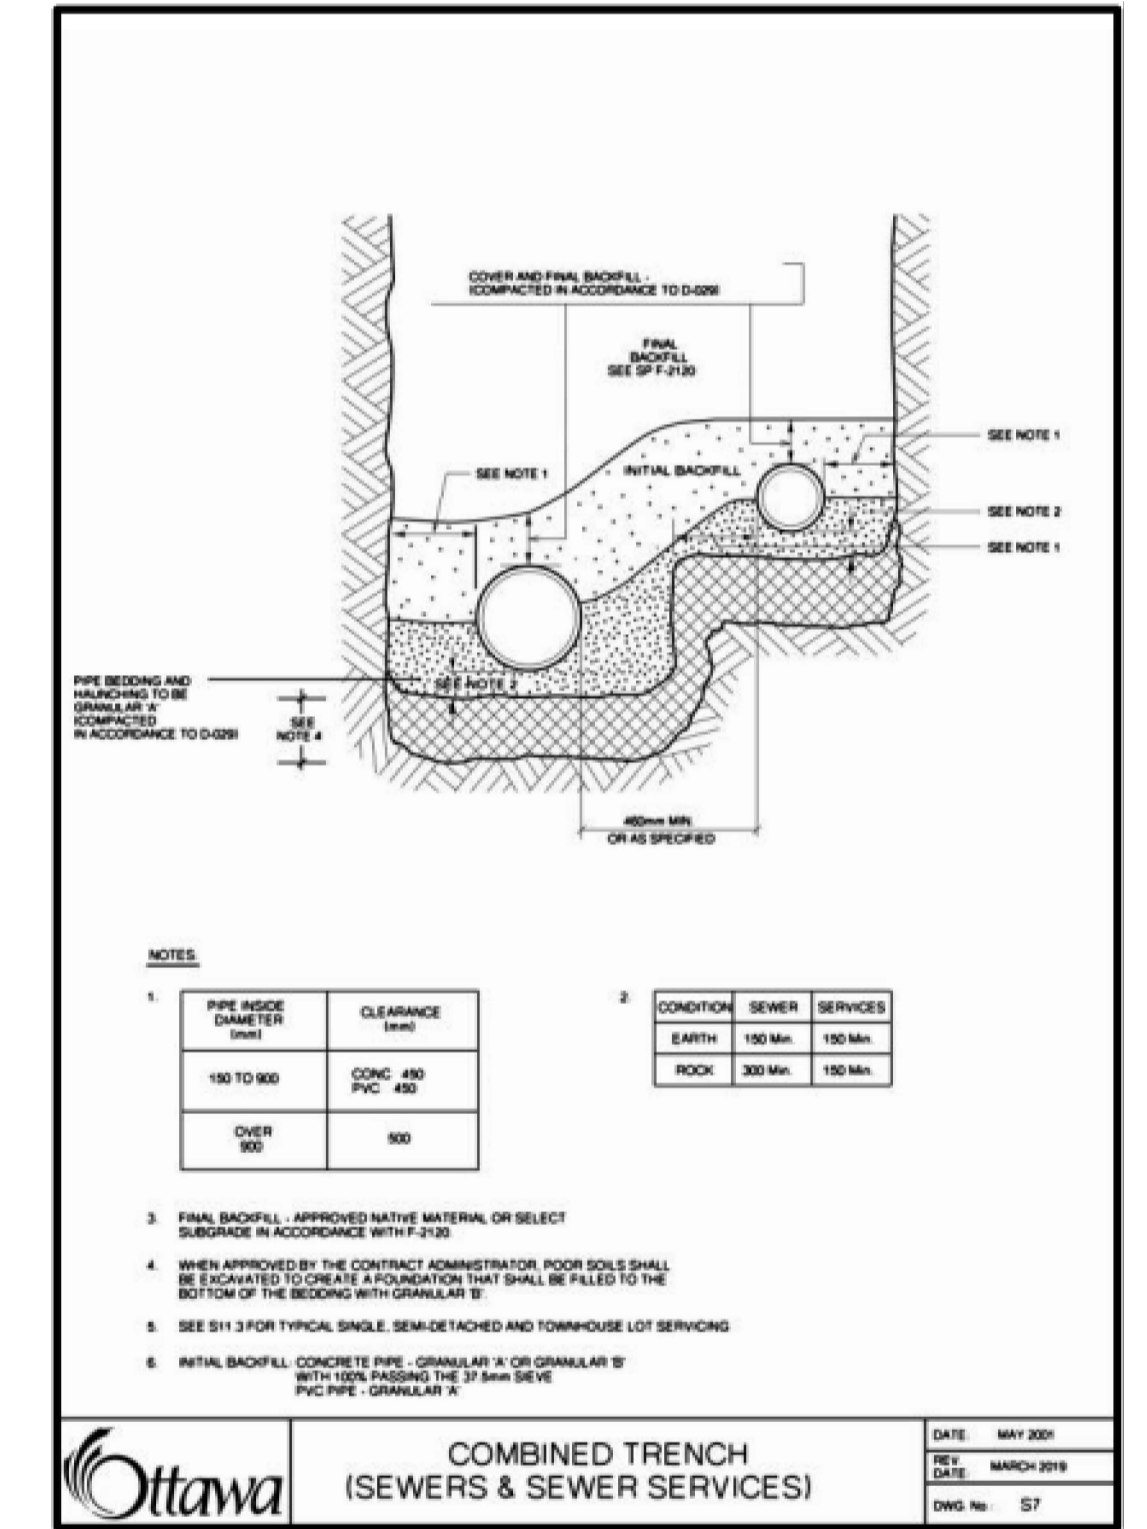 COVER AND FINAL BACKFILL -
(COMPACTED IN ACCORDANCE TO D-029)
FINAL
BACKFILL
SEE SP F-2120
SEE NOTE 1
SEE NOTE 1
INITIAL BACKFILL
SEE NOTE 2
SEE NOTE 1
PIPE BEDDING AND
HAUNCHING TO BE
GRANULAR 'A'
(COMPACTED
IN ACCORDANCE TO D-029)
SEE NOTE 2
SEE
NOTE 4
450mm MIN.
OR AS SPECIFIED
NOTES:
1.
PIPE INSIDE
DIAMETER
(mm)
CLEARANCE
(mm)
150 TO 900
CONC 450
PVC 450
OVER
900
500
2.
CONDITION SEWER SERVICES
EARTH 150 Min. 150 Min.
ROCK 300 Min. 150 Min.
3. FINAL BACKFILL - APPROVED NATIVE MATERIAL OR SELECT
SUBGRADE IN ACCORDANCE WITH F-2120
4. WHEN APPROVED BY THE CONTRACT ADMINISTRATOR, POOR SOILS SHALL
BE EXCAVATED TO CREATE A FOUNDATION THAT SHALL BE FILLED TO THE
BOTTOM OF THE BEDDING WITH GRANULAR 'B'.
5. SEE S11.3 FOR TYPICAL SINGLE, SEMI-DETACHED AND TOWNHOUSE LOT SERVICING
6. INITIAL BACKFILL: CONCRETE PIPE - GRANULAR 'A' OR GRANULAR 'B'
WITH 100% PASSING THE 37.5mm SIEVE
PVC PIPE - GRANULAR 'A'
Ottawa
COMBINED TRENCH
(SEWERS & SEWER SERVICES)
DATE: MAY 2001
REV.
DATE: MARCH 2019
DWG. No.: S7